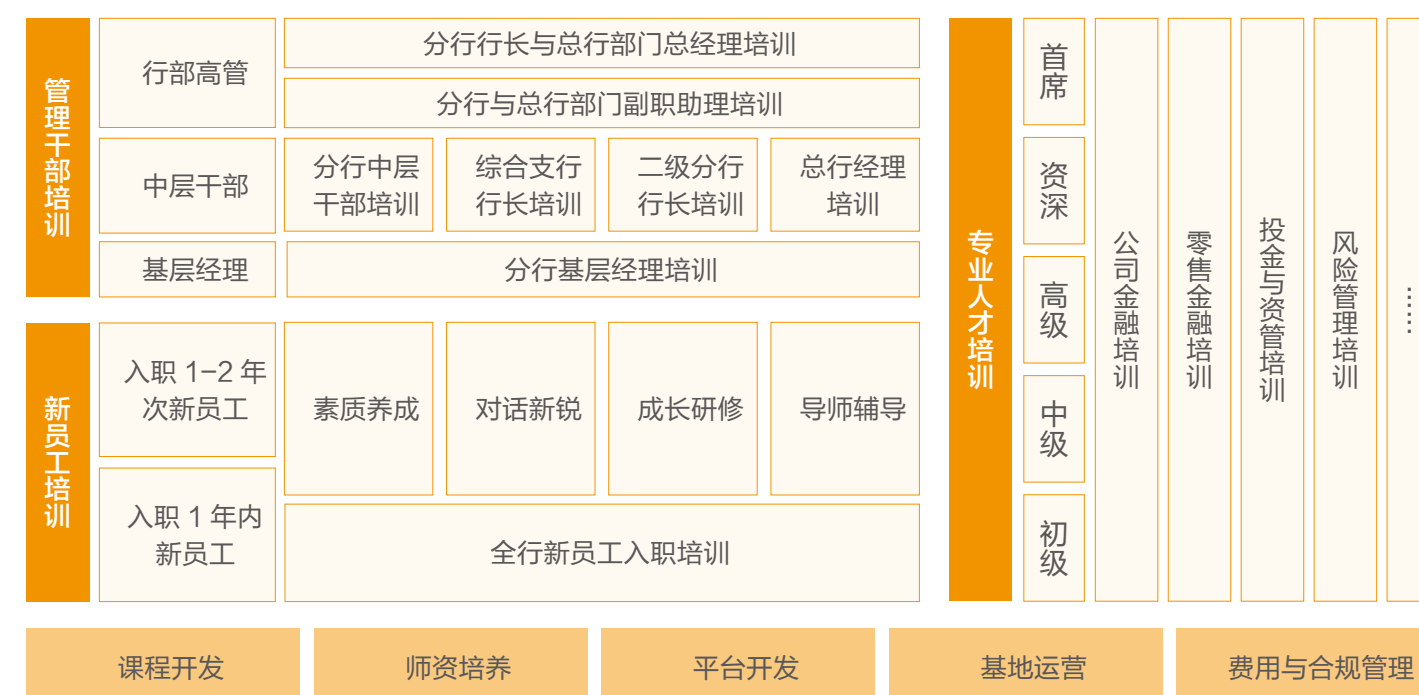 管理干部培训
行部高管
分行行长与总行部门总经理培训
分行与总行部门副职助理培训
中层干部
分行中层
干部培训
综合支行
行长培训
二级分行
行长培训
总行经理
培训
基层经理
分行基层经理培训
新员工培训
入职 1-2 年
次新员工
素质养成
对话新锐
成长研修
导师辅导
入职 1 年内
新员工
全行新员工入职培训
专业人才培训
首席
资深
高级
中级
初级
公司金融培训
零售金融培训
投金与资管培训
风险管理培训
……
课程开发
师资培养
平台开发
基地运营
费用与合规管理